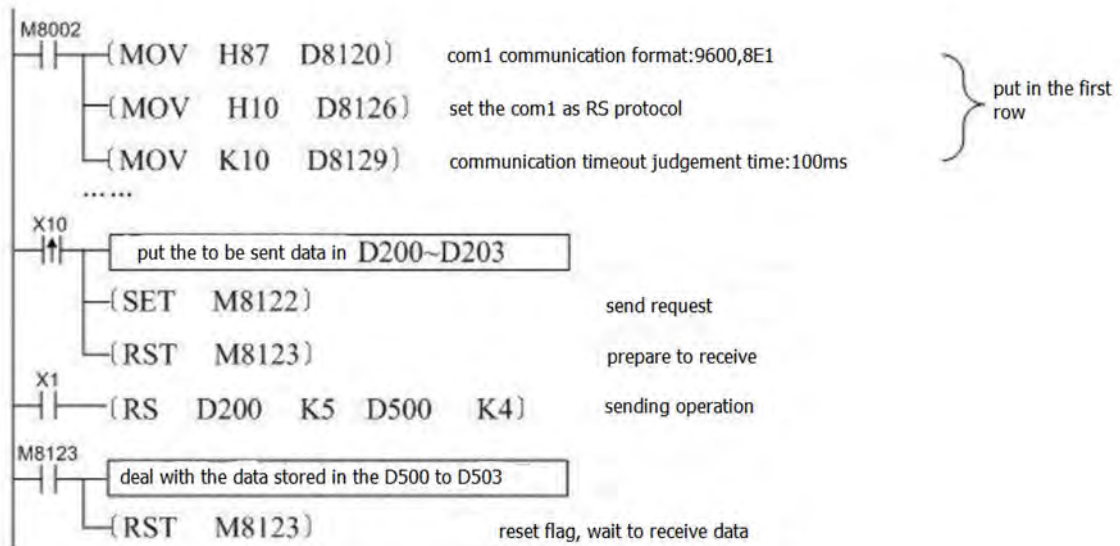 M8002
(MOV H87 D8120) com1 communication format:9600,8E1
(MOV H10 D8126) set the com1 as RS protocol
put in the first row
(MOV K10 D8129) communication timeout judgement time:100ms
......
X10
put the to be sent data in D200~D203
(SET M8122) send request
(RST M8123) prepare to receive
X1
(RS D200 K5 D500 K4) sending operation
M8123
deal with the data stored in the D500 to D503
(RST M8123) reset flag, wait to receive data